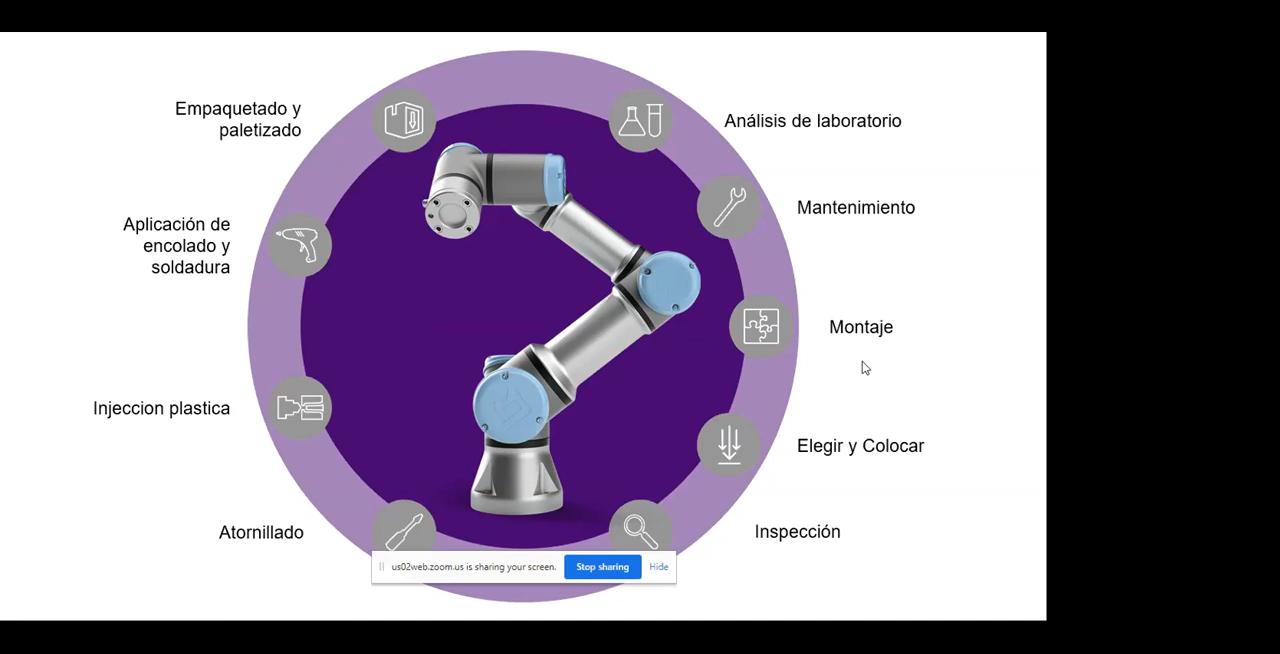 Empaquetado y
paletizado
Análisis de laboratorio
Aplicación de
encolado y
soldadura
Mantenimiento
Montaje
Injeccion plastica
Elegir y Colocar
Atornillado
Inspección
us02web.zoom.us is sharing your screen.
Stop sharing
Hide